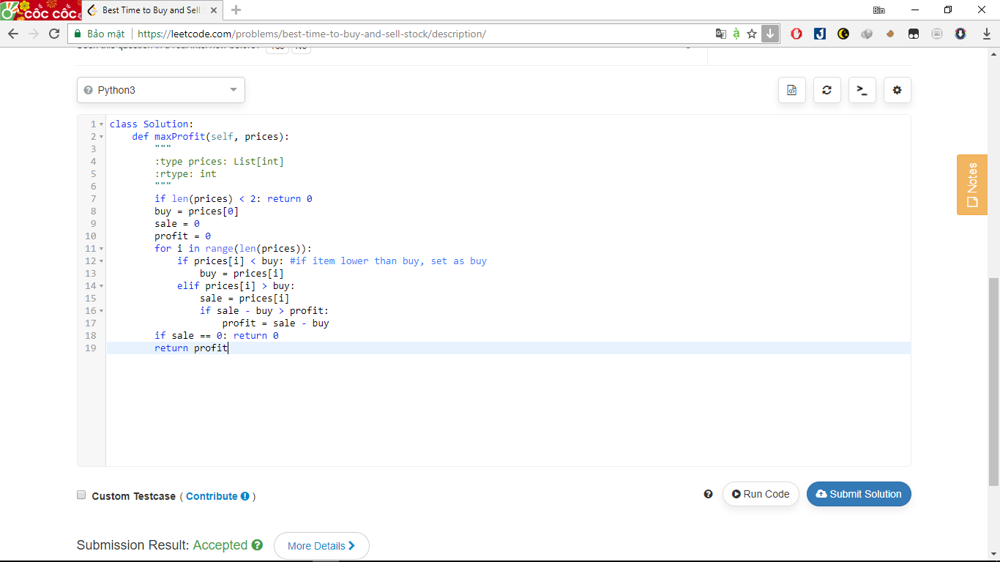 CỐC CỐC
Best Time to Buy and Sell S
Bin
Bảo mật
https://leetcode.com/problems/best-time-to-buy-and-sell-stock/description/
Python3
1 class Solution:
2 def maxProfit(self, prices):
3 """
4 :type prices: List[int]
5 :rtype: int
6 """
7 if len(prices) < 2: return 0
8 buy = prices[0]
9 sale = 0
10 profit = 0
11 for i in range(len(prices)):
12 if prices[i] < buy: #if item lower than buy, set as buy
13 buy = prices[i]
14 elif prices[i] > buy:
15 sale = prices[i]
16 if sale - buy > profit:
17 profit = sale - buy
18 if sale == 0: return 0
19 return profit
Notes
Custom Testcase ( Contribute )
Run Code
Submit Solution
Submission Result: Accepted
More Details